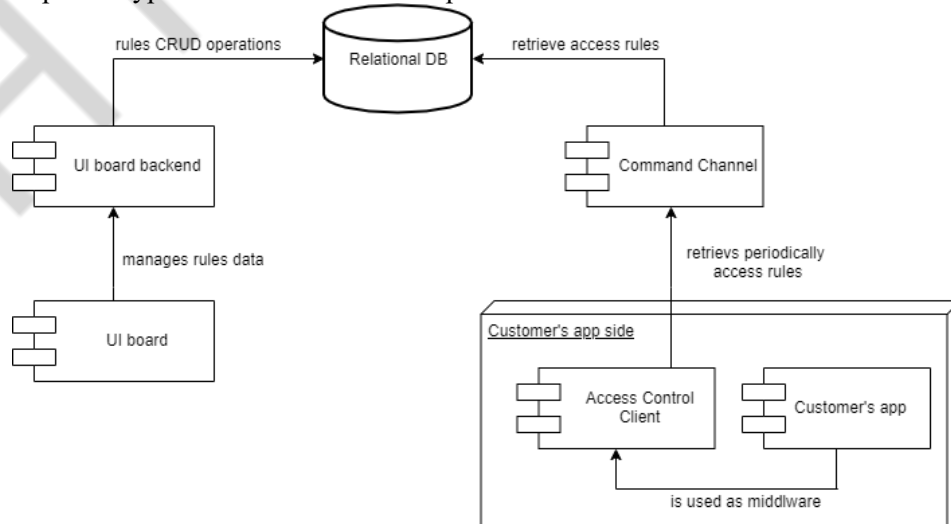 rules CRUD operations
Relational DB
retrieve access rules
UI board backend
Command Channel
manages rules data
retrievs periodically
access rules
UI board
Customer's app side
Access Control
Client
Customer's app
is used as middlware